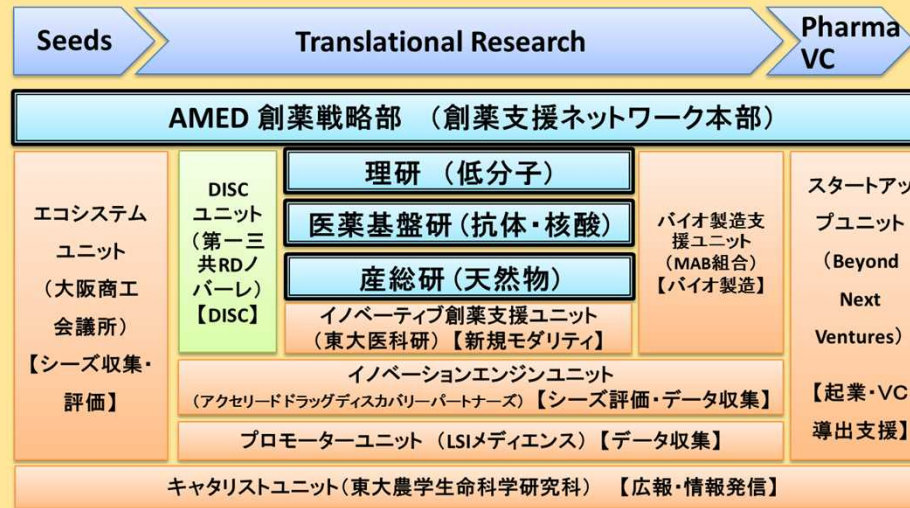 Seeds
Translational Research
Pharma
VC
AMED 創薬戦略部 （創薬支援ネットワーク本部）
エコシステム
ユニット
（大阪商工
会議所）
【シーズ収集・
評価】
DISC
ユニット
（第一三
共RDノ
バーレ）
【DISC】
理研 （低分子）
医薬基盤研（抗体・核酸）
産総研（天然物）
イノベーティブ創薬支援ユニット
（東大医科研）【新規モダリティ】
バイオ製造支
援ユニット
（MAB組合）
【バイオ製造】
スタートアッ
プユニット
（Beyond
Next
Ventures）
【起業・VC
導出支援】
イノベーションエンジンユニット
（アクセリードドラッグディスカバリーパートナーズ）【シーズ評価・データ収集】
プロモーターユニット （LSIメディエンス）【データ収集】
キャタリストユニット（東大農学生命科学研究科） 【広報・情報発信】